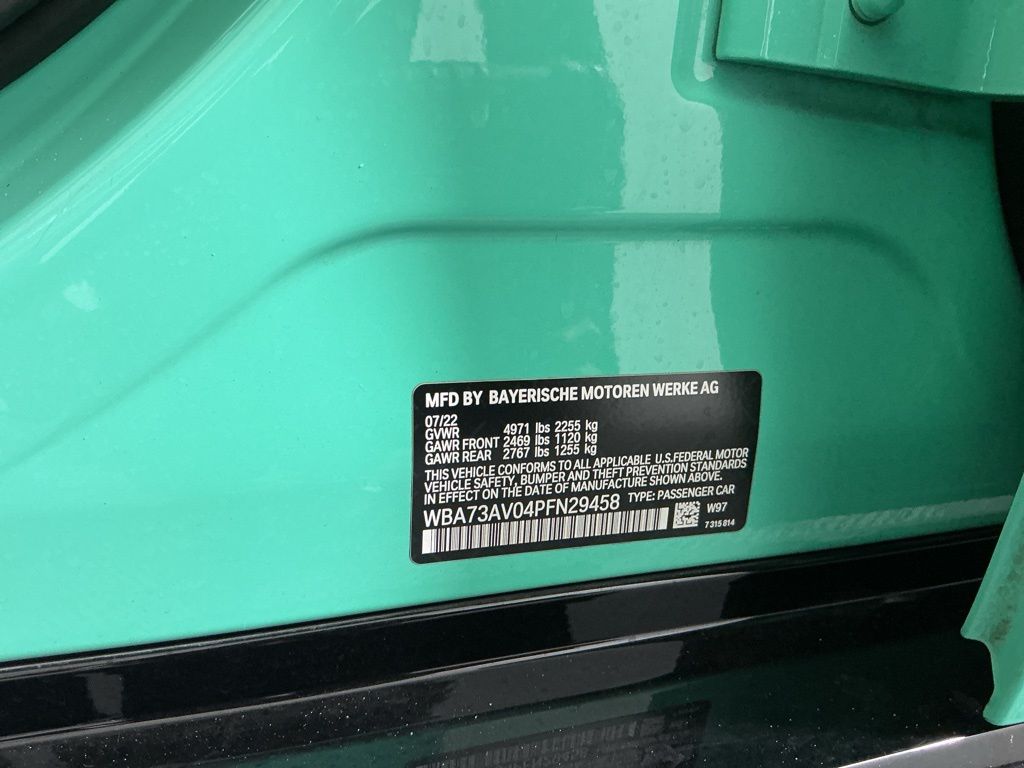 MFD BY BAYERISCHE MOTOREN WERKE AG
07/22
GVWR 4971 lbs 2255 kg
GAWR FRONT 2469 lbs 1120 kg
GAWR REAR 2767 lbs 1255 kg
THIS VEHICLE CONFORMS TO ALL APPLICABLE U.S.FEDERAL MOTOR
VEHICLE SAFETY, BUMPER AND THEFT PREVENTION STANDARDS
IN EFFECT ON THE DATE OF MANUFACTURE SHOWN ABOVE.
WBA73AV04PFN29458 TYPE: PASSENGER CAR
W97
7 315 814